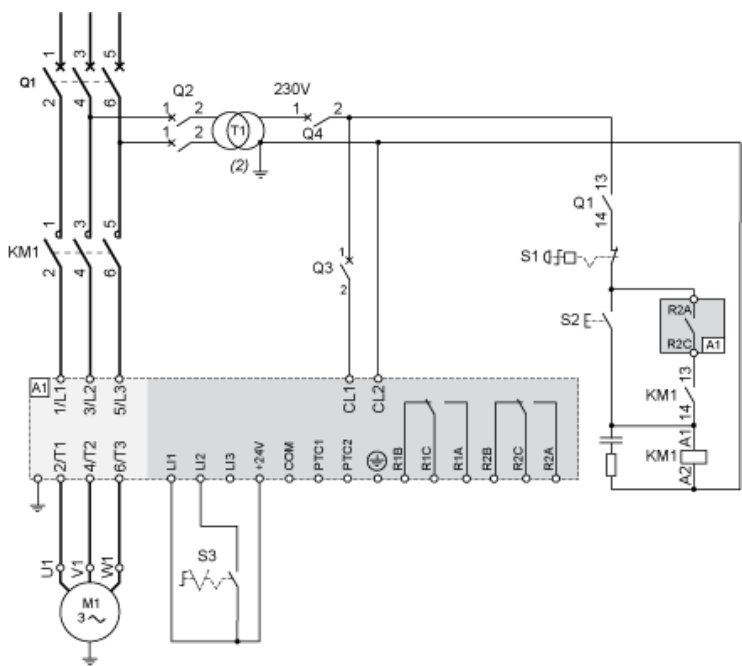 1 3 5
Q1
2 4 6
Q2
1 2
1 2
T1
(2)
230V
1 2
Q4
13
Q1
14
1 3 5
KM1
2 4 6
1
Q3
2
S1
S2
R2A
R2C
A1
13
KM1
14
A1
KM1
A2
A1
1/L1 3/L2 5/L3
CL1 CL2
2/T1 4/T2 6/T3
LI1 LI2 LI3 +24V COM PTC1 PTC2 R1B R1C R1A R2B R2C R2A
S3
U1 V1 W1
M1
3